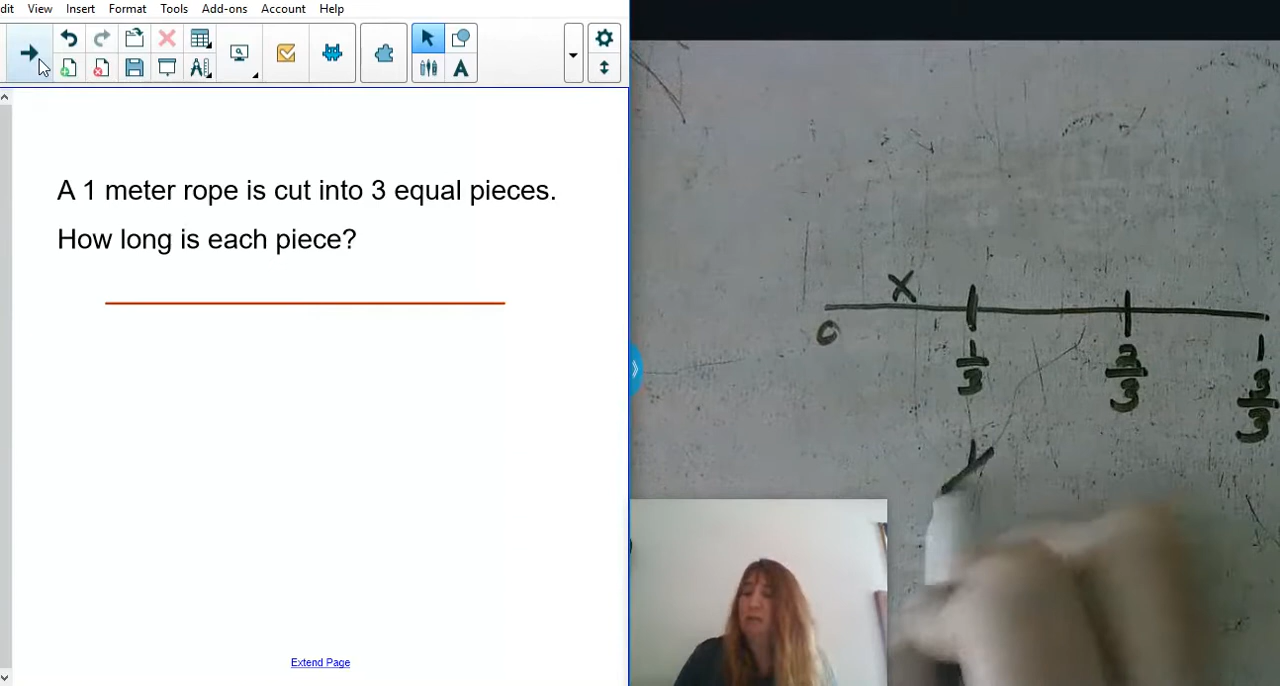 dit View Insert Format Tools Add-ons Account Help
A
A 1 meter rope is cut into 3 equal pieces.
How long is each piece?
Extend Page
x
0 1/3 2/3 1
3/3